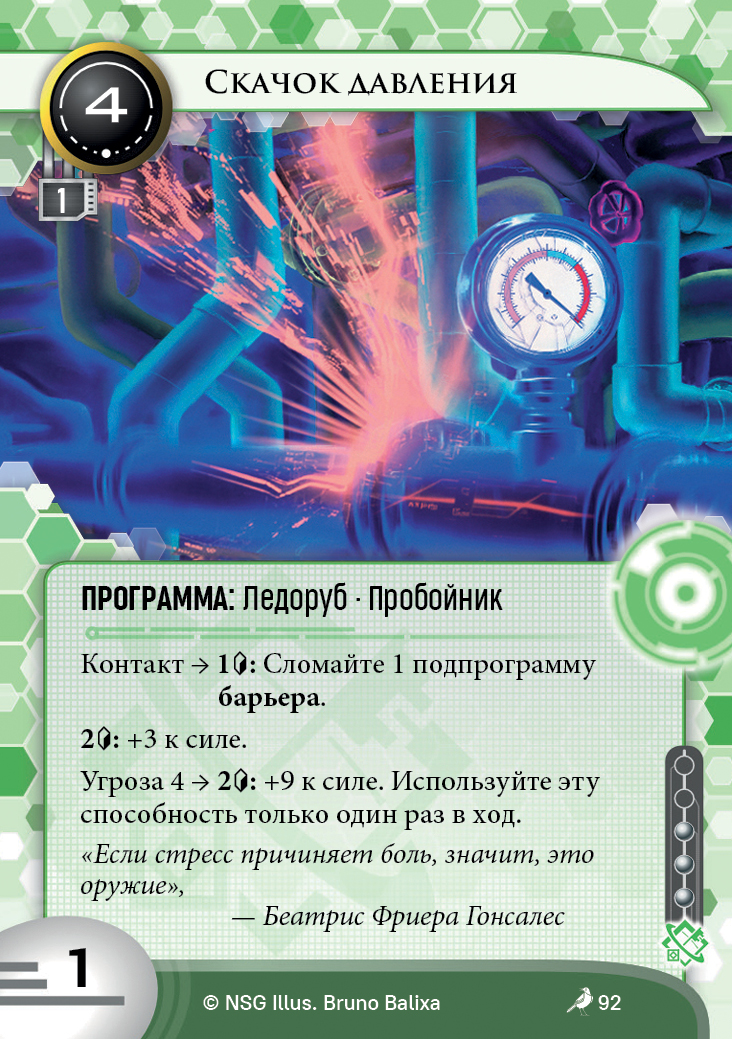 Скачок давления
4
1
ПРОГРАММА: Ледоруб · Пробойник
Контакт → 1: Сломайте 1 подпрограмму
барьера.
2: +3 к силе.
Угроза 4 → 2: +9 к силе. Используйте эту
способность только один раз в ход.
«Если стресс причиняет боль, значит, это
оружие»,
— Беатрис Фриера Гонсалес
1
© NSG Illus. Bruno Balixa
92